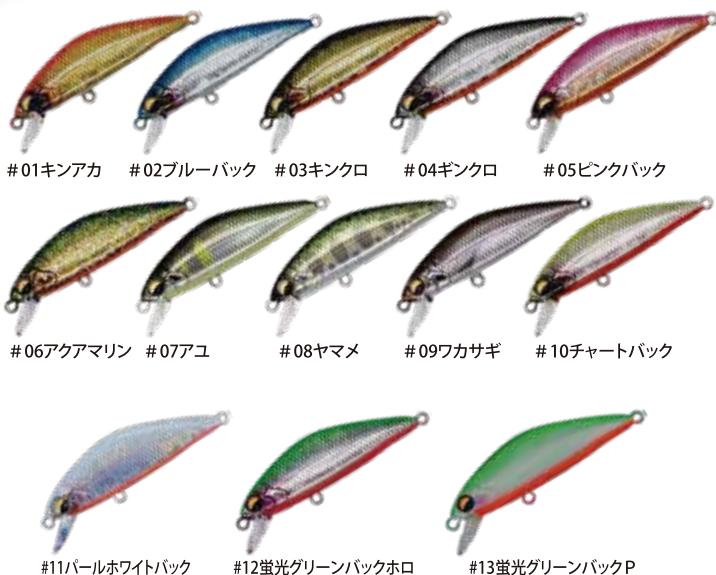 ＃01キンアカ ＃02ブルーバック ＃03キンクロ ＃04ギンクロ ＃05ピンクバック
＃06アクアマリン ＃07アユ ＃08ヤマメ ＃09ワカサギ ＃10チャートバック
#11パールホワイトバック #12蛍光グリーンバックホロ #13蛍光グリーンバックP